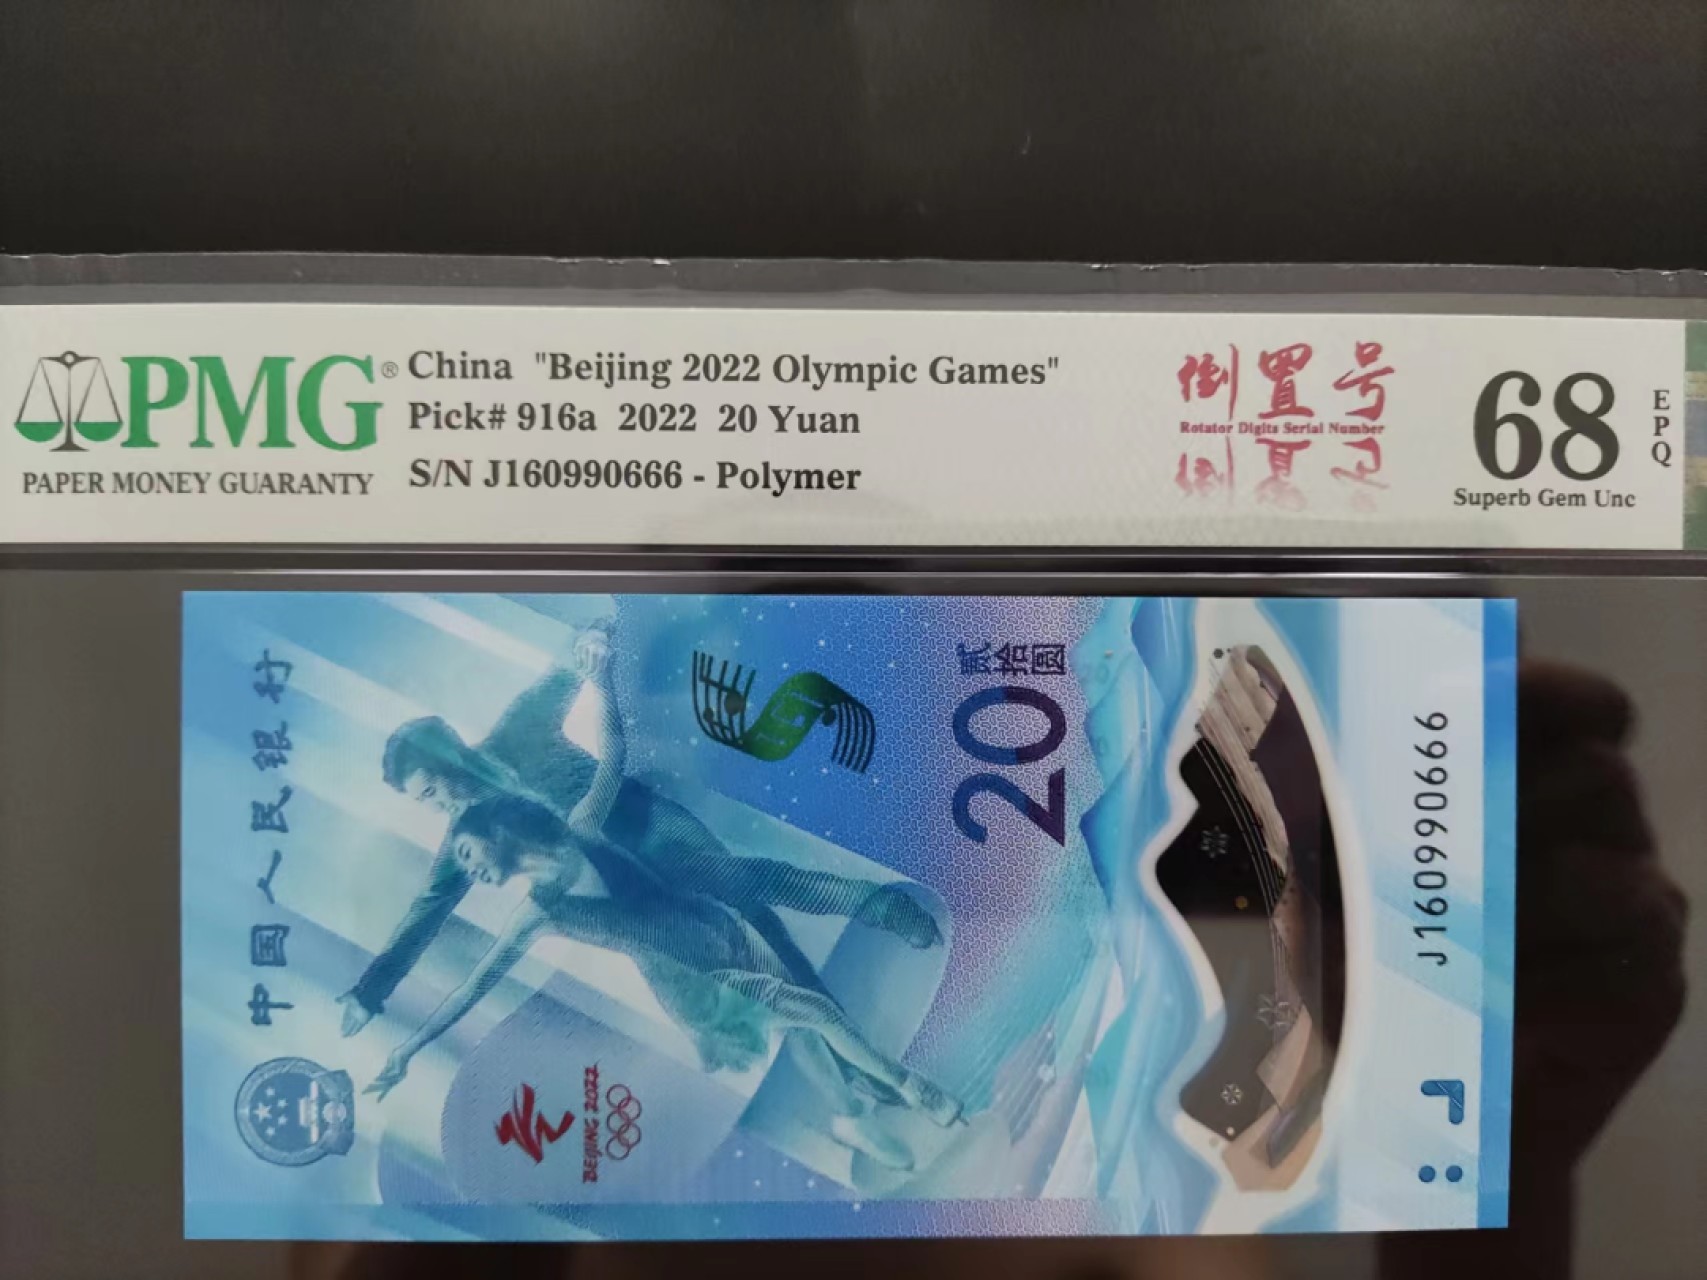 PMG®
PAPER MONEY GUARANTY
China "Beijing 2022 Olympic Games"
Pick# 916a 2022 20 Yuan
S/N J160990666 - Polymer
倒置号
Rotator Digits Serial Number
68
EPQ
Superb Gem Unc
中国人民银行
贰拾圆
20
BEIJING 2022
J160990666